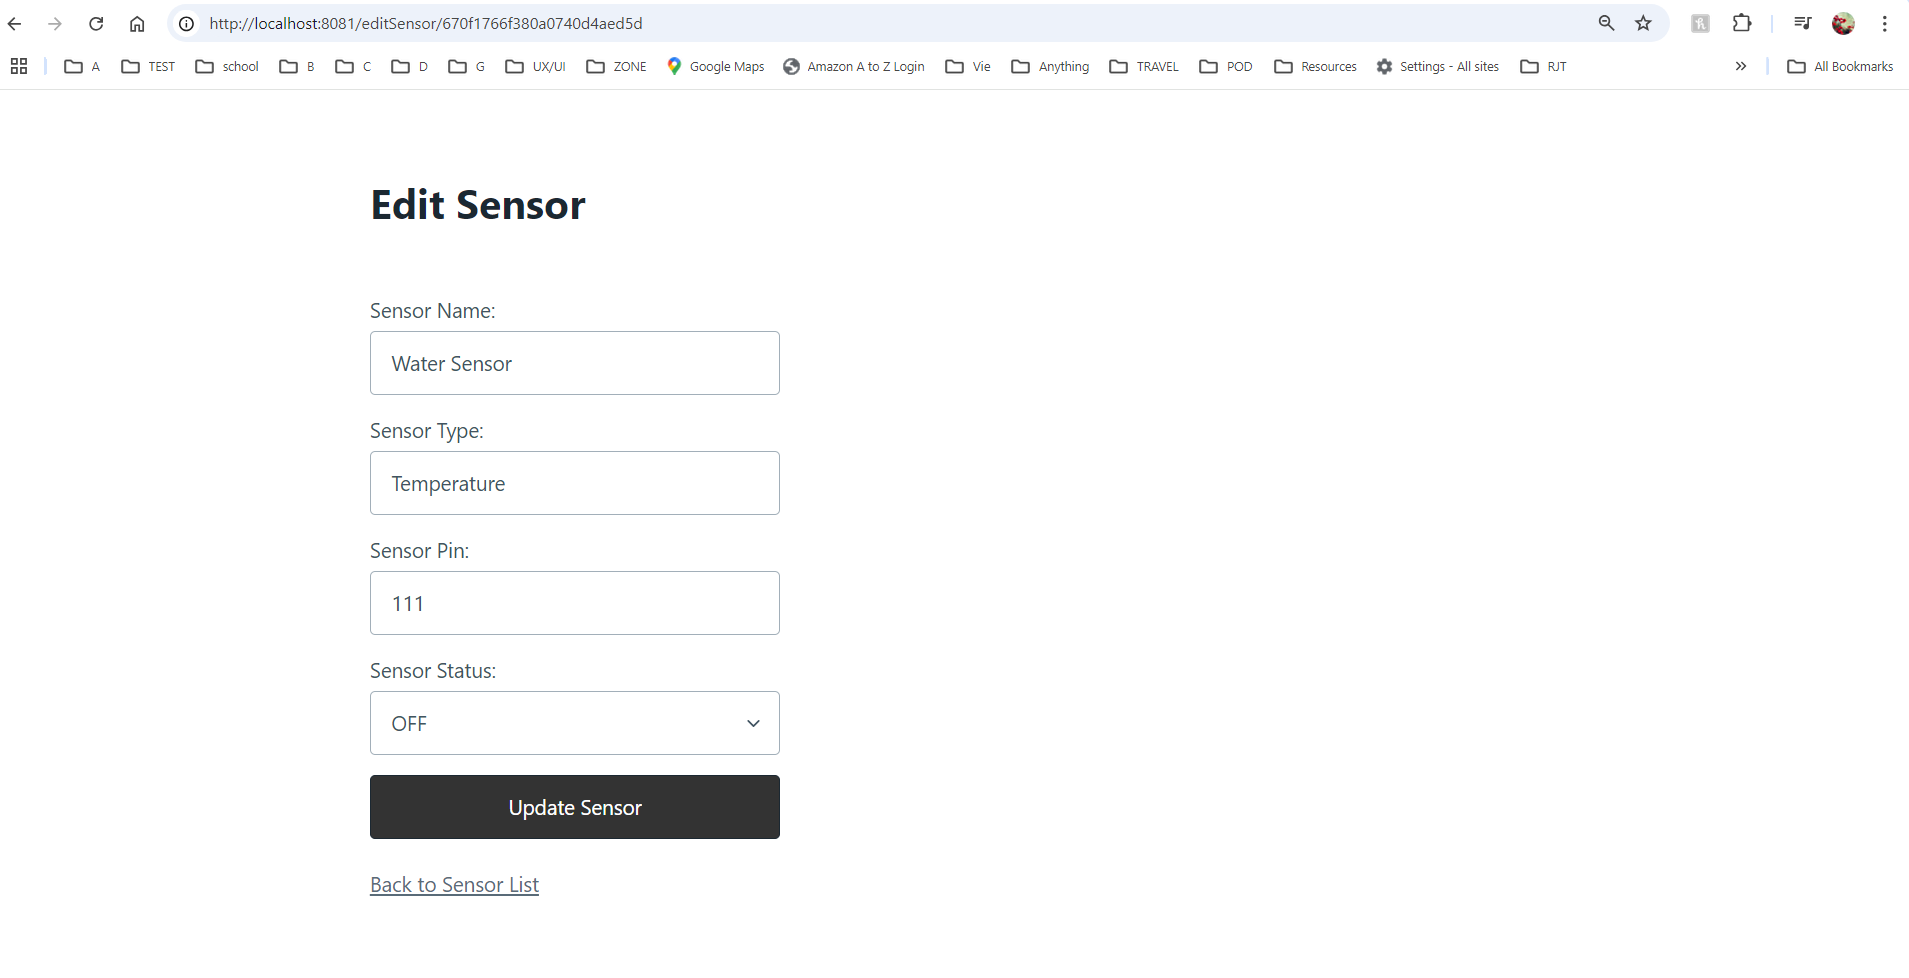 http://localhost:8081/editSensor/670f1766f380a0740d4aed5d
A TEST school B C D G UX/UI ZONE Google Maps Amazon A to Z Login Vie Anything TRAVEL POD Resources Settings - All sites RJT » All Bookmarks
Edit Sensor
Sensor Name:
Water Sensor
Sensor Type:
Temperature
Sensor Pin:
111
Sensor Status:
OFF
Update Sensor
Back to Sensor List